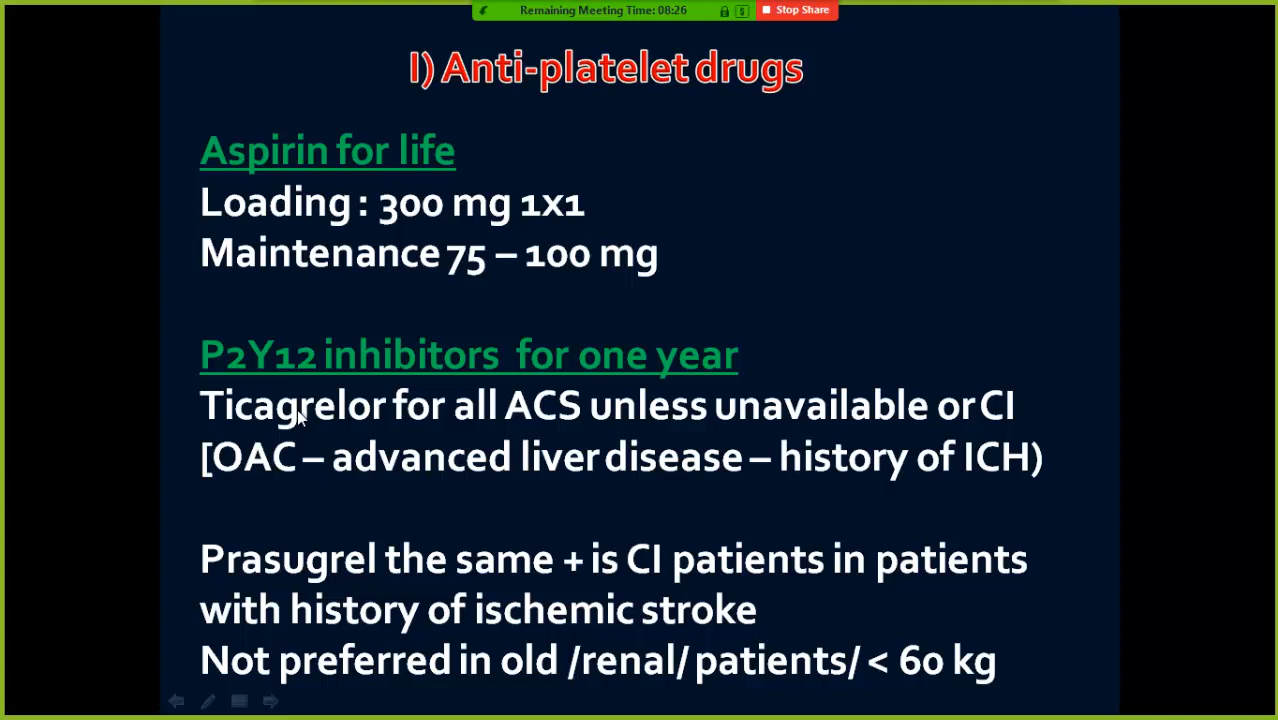 Remaining Meeting Time: 08:26
Stop Share
I) Anti-platelet drugs
Aspirin for life
Loading : 300 mg 1x1
Maintenance 75 – 100 mg
P2Y12 inhibitors for one year
Ticagrelor for all ACS unless unavailable or CI
[OAC – advanced liver disease – history of ICH)
Prasugrel the same + is CI patients in patients
with history of ischemic stroke
Not preferred in old /renal/ patients/ < 60 kg